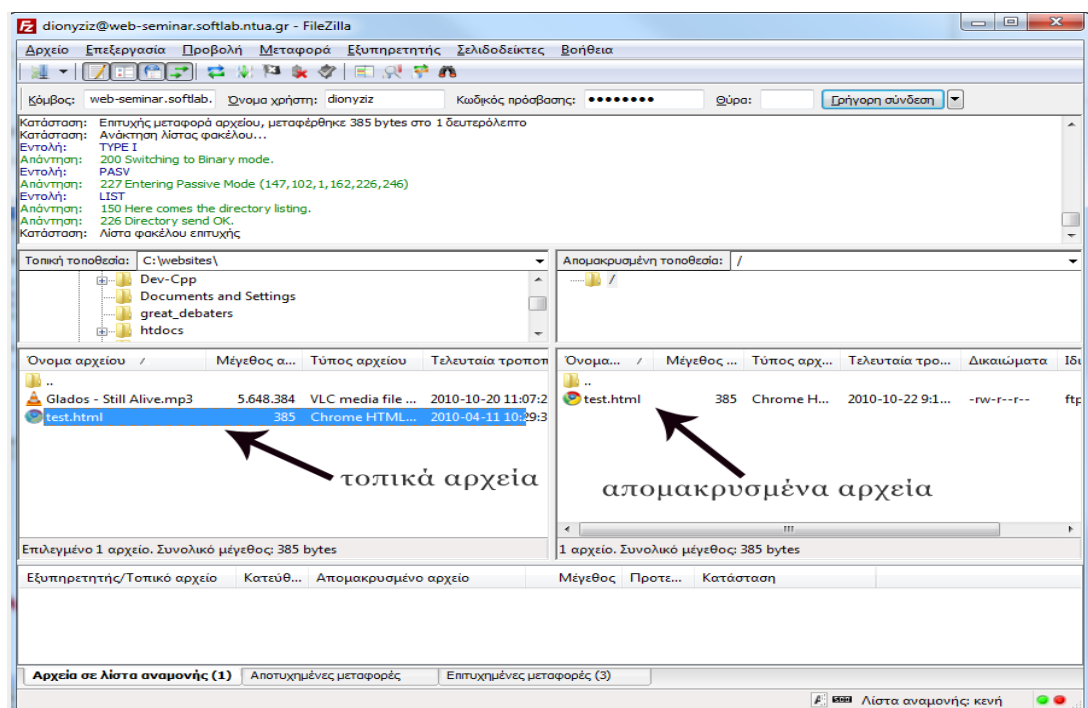 dionyziz@web-seminar.softlab.ntua.gr - FileZilla
Αρχείο Επεξεργασία Προβολή Μεταφορά Εξυπηρετητής Σελιδοδείκτες Βοήθεια
Κόμβος: web-seminar.softlab. Όνομα χρήστη: dionyziz Κωδικός πρόσβασης: ●●●●●●●● Θύρα: Γρήγορη σύνδεση
Κατάσταση: Επιτυχής μεταφορά αρχείου, μεταφέρθηκε 385 bytes στο 1 δευτερόλεπτο
Κατάσταση: Ανάκτηση λίστας φακέλου...
Εντολή: TYPE I
Απάντηση: 200 Switching to Binary mode.
Εντολή: PASV
Απάντηση: 227 Entering Passive Mode (147,102,1,162,226,246)
Εντολή: LIST
Απάντηση: 150 Here comes the directory listing.
Απάντηση: 226 Directory send OK.
Κατάσταση: Λίστα φακέλου επιτυχής
Τοπική τοποθεσία: C:\websites\
Dev-Cpp
Documents and Settings
great_debaters
htdocs
Απομακρυσμένη τοποθεσία: /
/
Όνομα αρχείου / Μέγεθος α... Τύπος αρχείου Τελευταία τροποπ
..
Glados - Still Alive.mp3 5.648.384 VLC media file ... 2010-10-20 11:07:2
test.html 385 Chrome HTML... 2010-04-11 10:29:3
τοπικά αρχεία
Επιλεγμένο 1 αρχείο. Συνολικό μέγεθος: 385 bytes
Όνομα... / Μέγεθος ... Τύπος αρχ... Τελευταία τρο... Δικαιώματα Ιδι
..
test.html 385 Chrome H... 2010-10-22 9:1... -rw-r--r-- ftp
απομακρυσμένα αρχεία
1 αρχείο. Συνολικό μέγεθος: 385 bytes
Εξυπηρετητής/Τοπικό αρχείο Κατεύθ... Απομακρυσμένο αρχείο Μέγεθος Προτε... Κατάσταση
Αρχεία σε λίστα αναμονής (1) Αποτυχημένες μεταφορές Επιτυχημένες μεταφορές (3)
Λίστα αναμονής: κενή